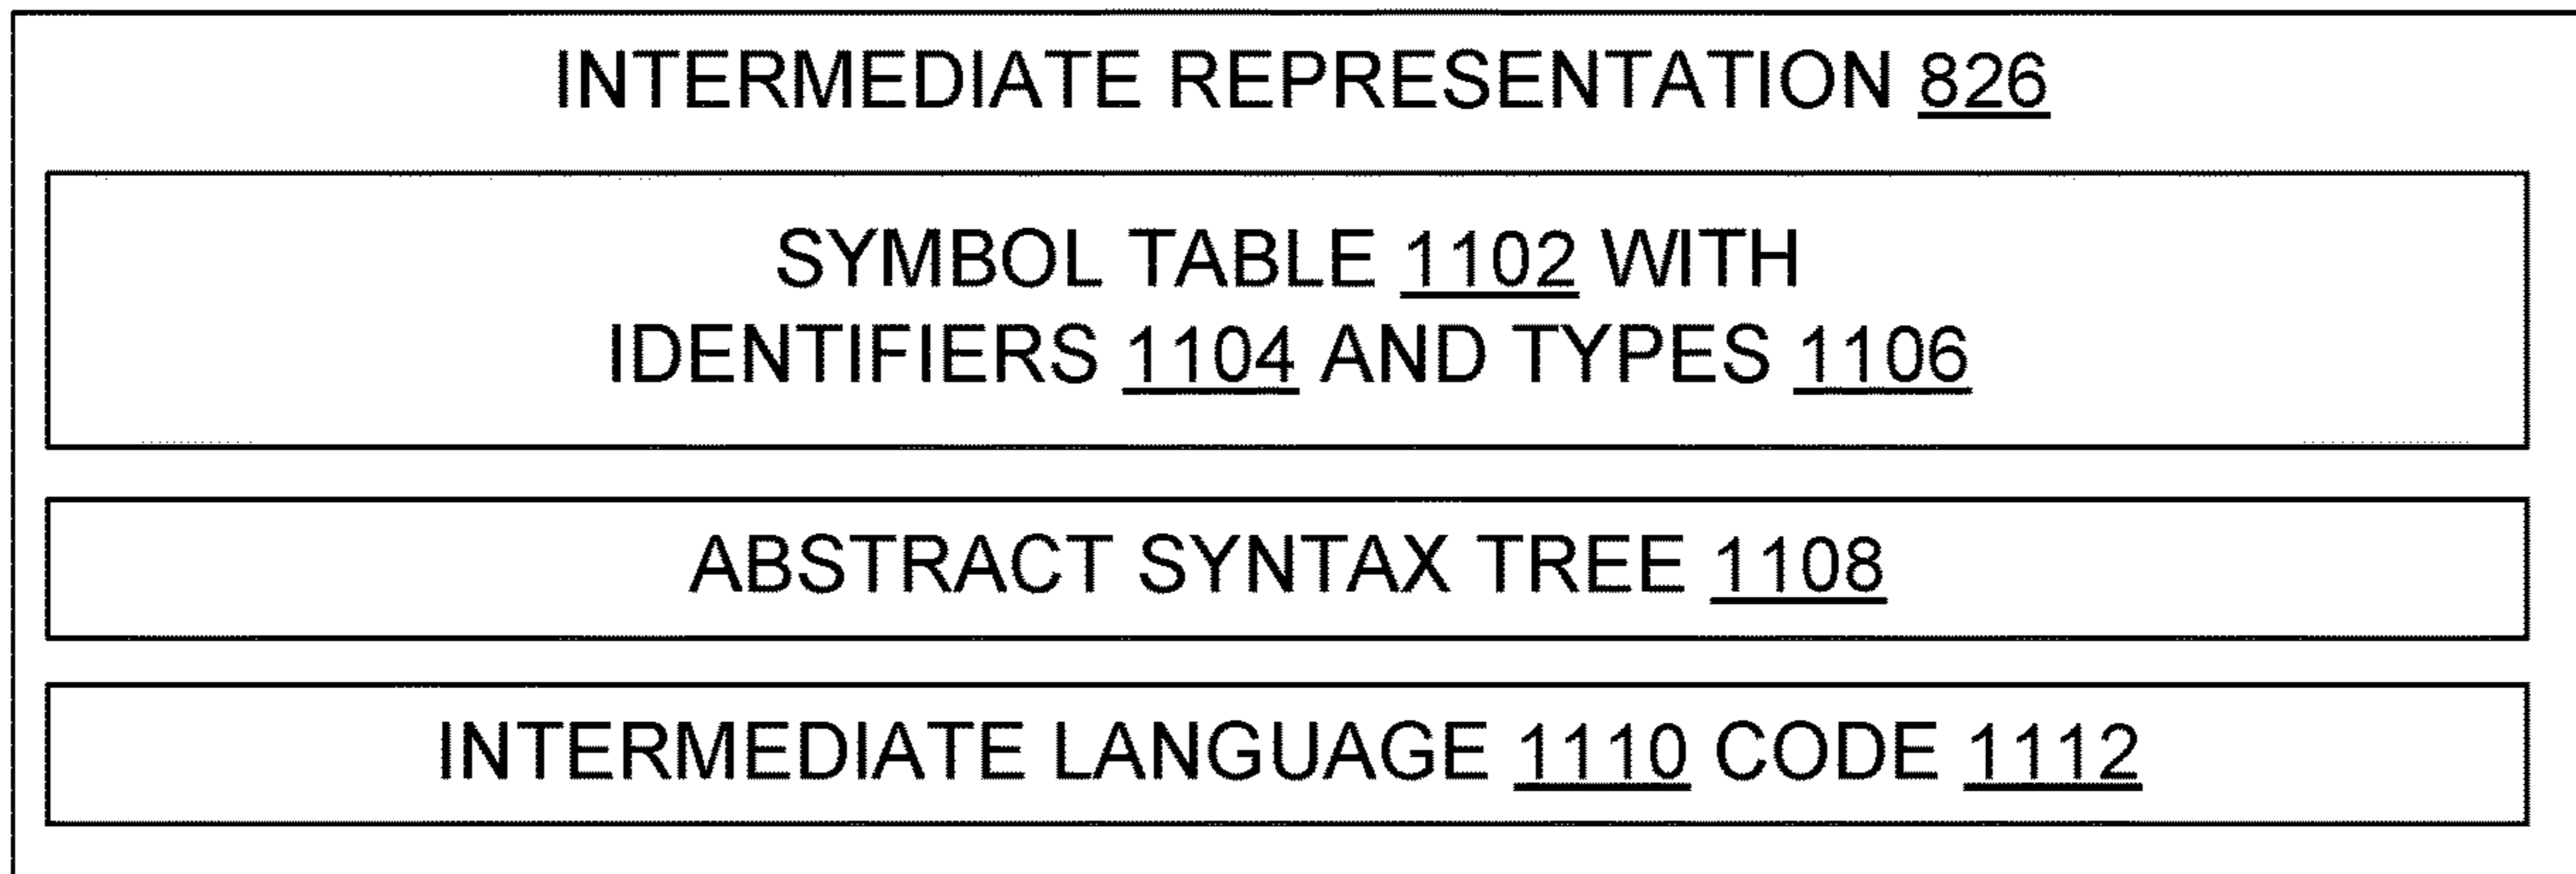 INTERMEDIATE REPRESENTATION 826
SYMBOL TABLE 1102 WITH
IDENTIFIERS 1104 AND TYPES 1106
ABSTRACT SYNTAX TREE 1108
INTERMEDIATE LANGUAGE 1110 CODE 1112